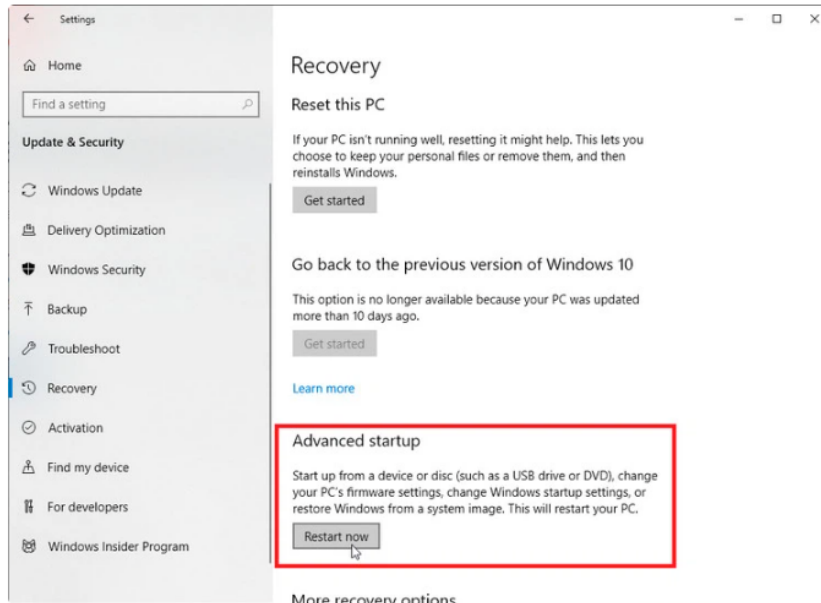 Settings
Home
Find a setting
Update & Security
Windows Update
Delivery Optimization
Windows Security
Backup
Troubleshoot
Recovery
Activation
Find my device
For developers
Windows Insider Program
Recovery
Reset this PC
If your PC isn't running well, resetting it might help. This lets you
choose to keep your personal files or remove them, and then
reinstalls Windows.
Get started
Go back to the previous version of Windows 10
This option is no longer available because your PC was updated
more than 10 days ago.
Get started
Learn more
Advanced startup
Start up from a device or disc (such as a USB drive or DVD), change
your PC's firmware settings, change Windows startup settings, or
restore Windows from a system image. This will restart your PC.
Restart now
More recovery options